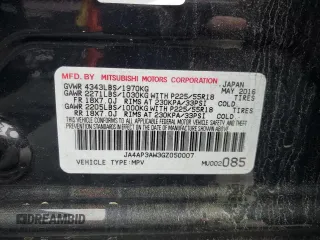 MFD. BY MITSUBISHI MOTORS CORPORATION
GVWR 4343LBS/1970KG JAPAN
GAWR 2271LBS/1030KG WITH P225/55R18 MAY 2016 TIRES
FR 18X7.0J RIMS AT 230KPA/33PSI COLD
GAWR 2205LBS/1000KG WITH P225/55R18 TIRES
RR 18X7.0J RIMS AT 230KPA/33PSI COLD
JA4AP3AW3GZ050007
VEHICLE TYPE: MPV MU002085
DREAMBID